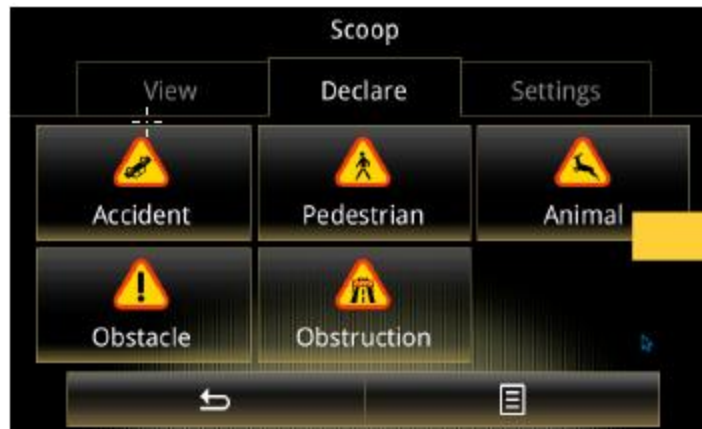 Scoop
View Declare Settings
Accident Pedestrian Animal
Obstacle Obstruction